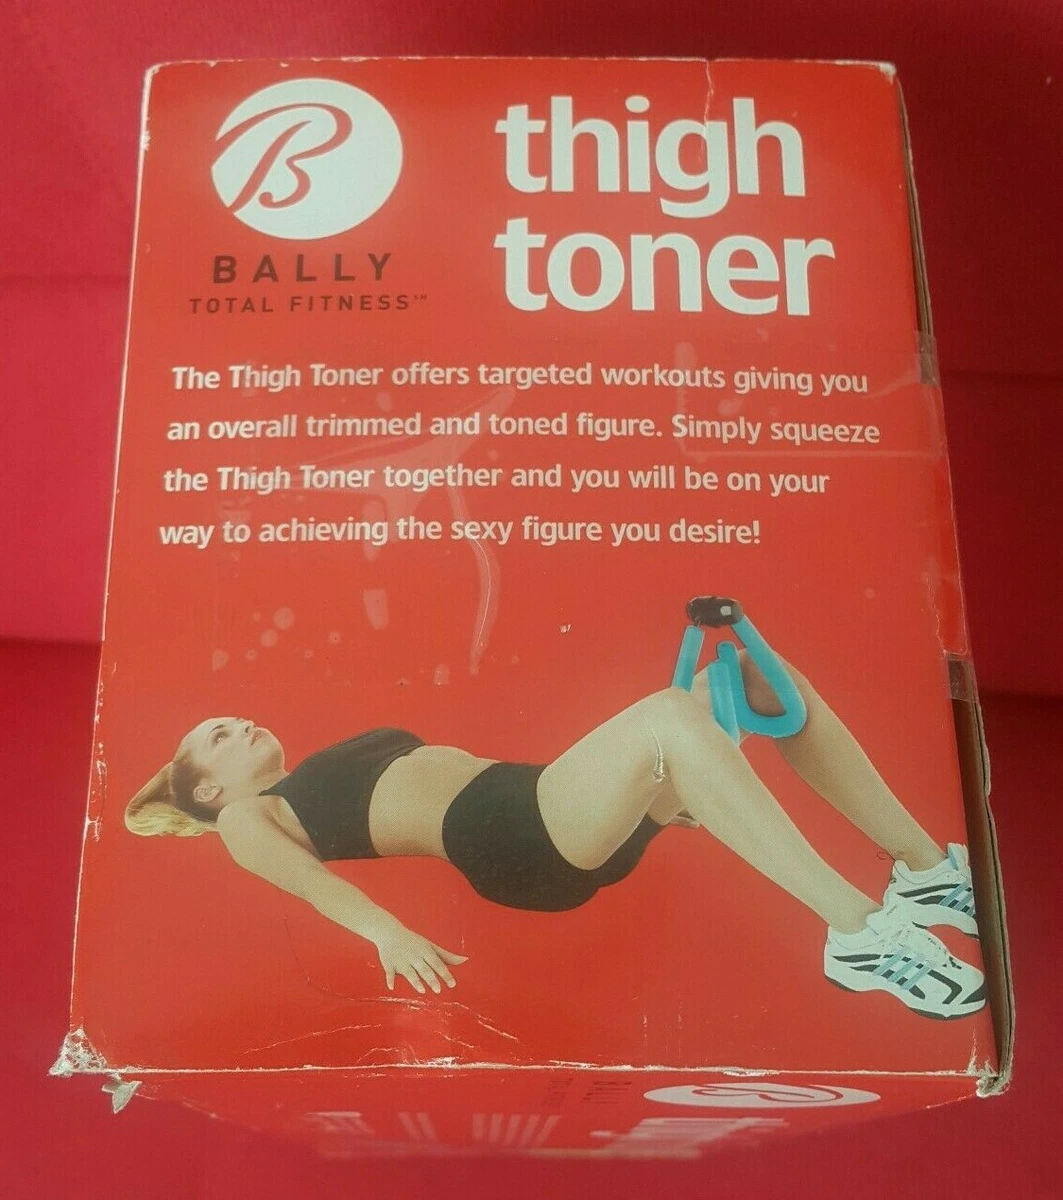 B
BALLY
TOTAL FITNESS℠
thigh
toner
The Thigh Toner offers targeted workouts giving you
an overall trimmed and toned figure. Simply squeeze
the Thigh Toner together and you will be on your
way to achieving the sexy figure you desire!